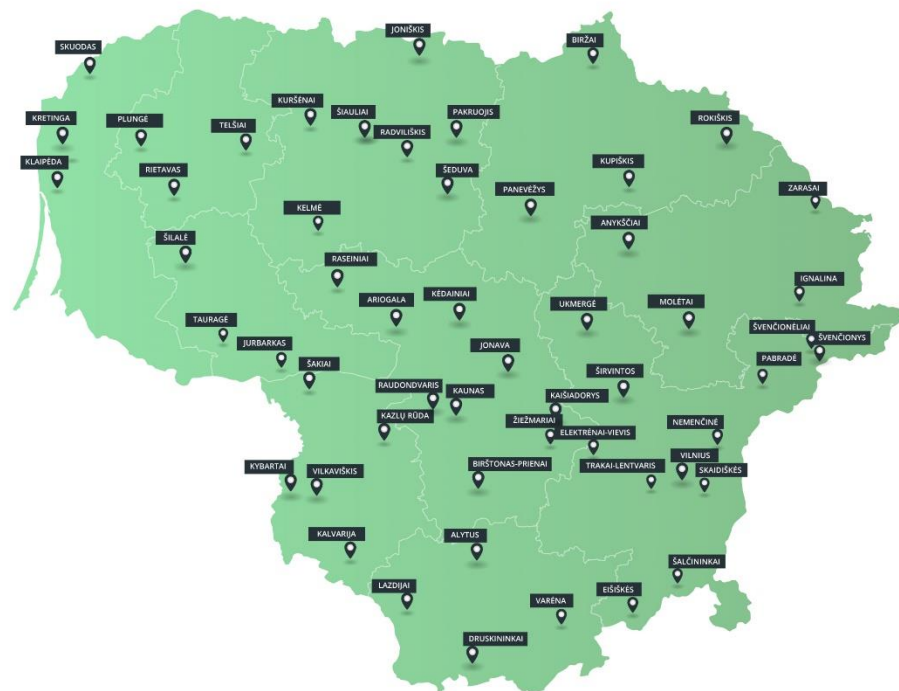 JONIŠKIS
BIRŽAI
SKUODAS
KURŠĖNAI
ŠIAULIAI
PAKRUOJIS
KRETINGA
PLUNGĖ
TELŠIAI
RADVILIŠKIS
ROKIŠKIS
KLAIPĖDA
RIETAVAS
ŠEDUVA
KUPIŠKIS
PANEVĖŽYS
ZARASAI
KELMĖ
ANYKŠČIAI
ŠILALĖ
RASEINIAI
IGNALINA
ARIOGALA
KĖDAINIAI
UKMERGĖ
MOLĖTAI
TAURAGĖ
ŠVENČIONĖLIAI
ŠVENČIONYS
JURBARKAS
JONAVA
PABRADĖ
ŠAKIAI
ŠIRVINTOS
RAUDONDVARIS
KAUNAS
KAIŠIADORYS
KAZLŲ RŪDA
ŽIEŽMARIAI
NEMENČINĖ
ELEKTRĖNAI-VIEVIS
VILNIUS
KYBARTAI
VILKAVIŠKIS
BIRŠTONAS-PRIENAI
TRAKAI-LENTVARIS
SKAIDIŠKĖS
KALVARIJA
ALYTUS
ŠALČININKAI
LAZDIJAI
EIŠIŠKĖS
VARĖNA
DRUSKININKAI